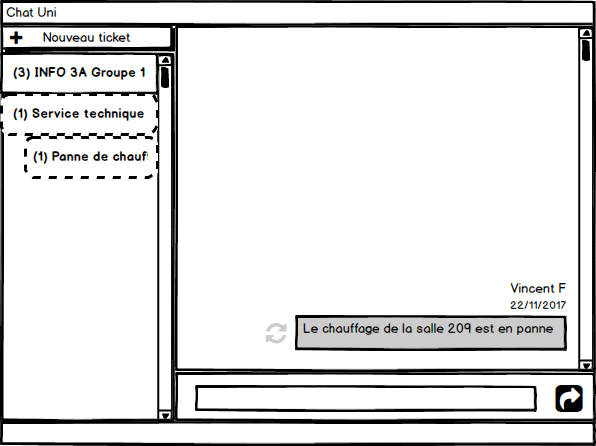 Chat Uni
Nouveau ticket
(3) INFO 3A Groupe 1
(1) Service technique
(1) Panne de chauf
Vincent F
22/11/2017
Le chauffage de la salle 209 est en panne